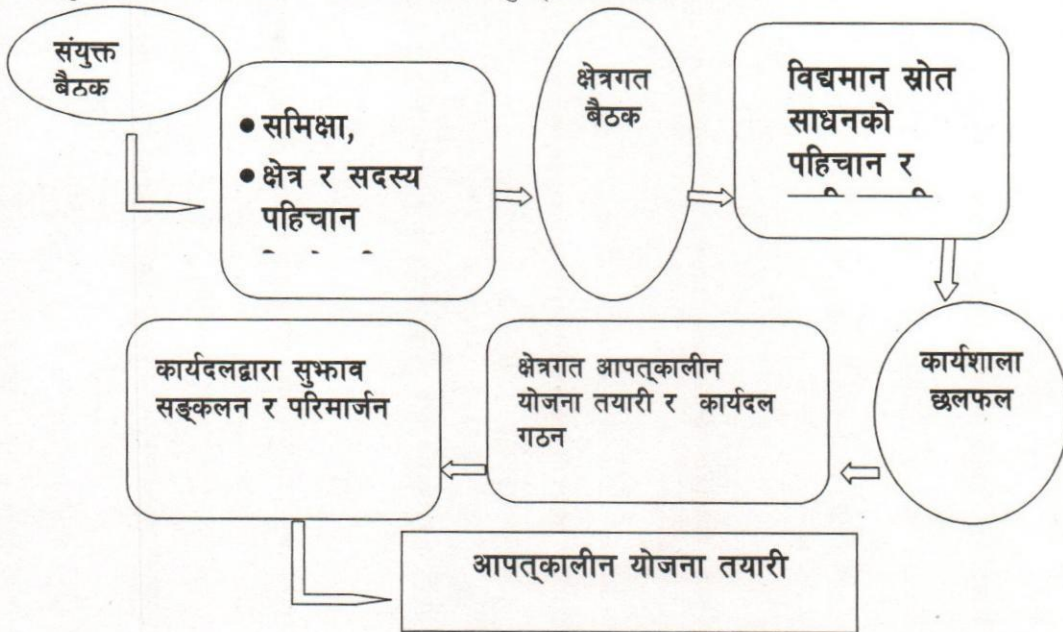 संयुक्त
बैठक
• समिक्षा,
• क्षेत्र र सदस्य
पहिचान
क्षेत्रगत
बैठक
विद्यमान स्रोत
साधनको
पहिचान र
कार्यशाला
छलफल
क्षेत्रगत आपत्कालीन
योजना तयारी र कार्यदल
गठन
कार्यदलद्वारा सुझाव
सङ्कलन र परिमार्जन
आपत्कालीन योजना तयारी